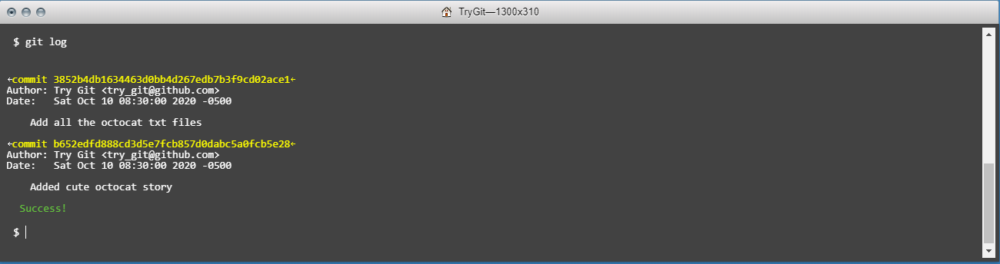 TryGit—1300x310
$ git log
←commit 3852b4db1634463d0bb4d267edb7b3f9cd02ace1←
Author: Try Git <try_git@github.com>
Date:   Sat Oct 10 08:30:00 2020 -0500
Add all the octocat txt files
←commit b652edfd888cd3d5e7fcb857d0dabc5a0fcb5e28←
Author: Try Git <try_git@github.com>
Date:   Sat Oct 10 08:30:00 2020 -0500
Added cute octocat story
Success!
$